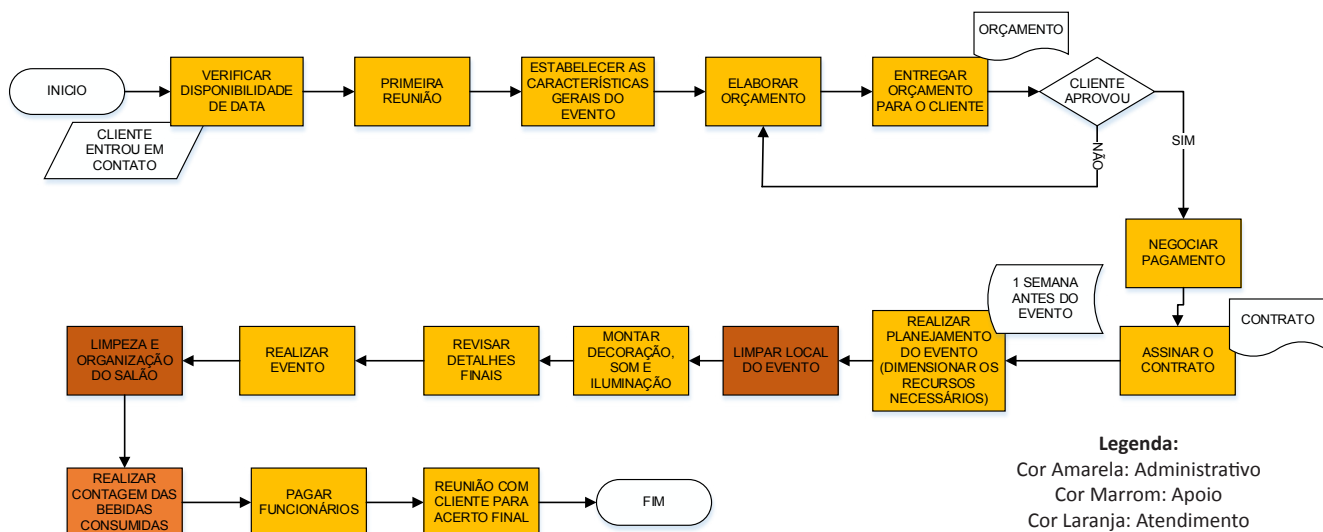 ORÇAMENTO
INICIO
VERIFICAR
DISPONIBILIDADE
DE DATA
PRIMEIRA
REUNIÃO
ESTABELECER AS
CARACTERÍSTICAS
GERAIS DO
EVENTO
ELABORAR
ORÇAMENTO
ENTREGAR
ORÇAMENTO
PARA O CLIENTE
CLIENTE
APROVOU
CLIENTE
ENTROU EM
CONTATO
NÃO
SIM
NEGOCIAR
PAGAMENTO
1 SEMANA
ANTES DO
EVENTO
CONTRATO
LIMPEZA E
ORGANIZAÇÃO
DO SALÃO
REALIZAR
EVENTO
REVISAR
DETALHES
FINAIS
MONTAR
DECORAÇÃO,
SOM E
ILUMINAÇÃO
LIMPAR LOCAL
DO EVENTO
REALIZAR
PLANEJAMENTO
DO EVENTO
(DIMENSIONAR OS
RECURSOS
NECESSÁRIOS)
ASSINAR O
CONTRATO
REALIZAR
CONTAGEM DAS
BEBIDAS
CONSUMIDAS
PAGAR
FUNCIONÁRIOS
REUNIÃO COM
CLIENTE PARA
ACERTO FINAL
FIM
Legenda:
Cor Amarela: Administrativo
Cor Marrom: Apoio
Cor Laranja: Atendimento